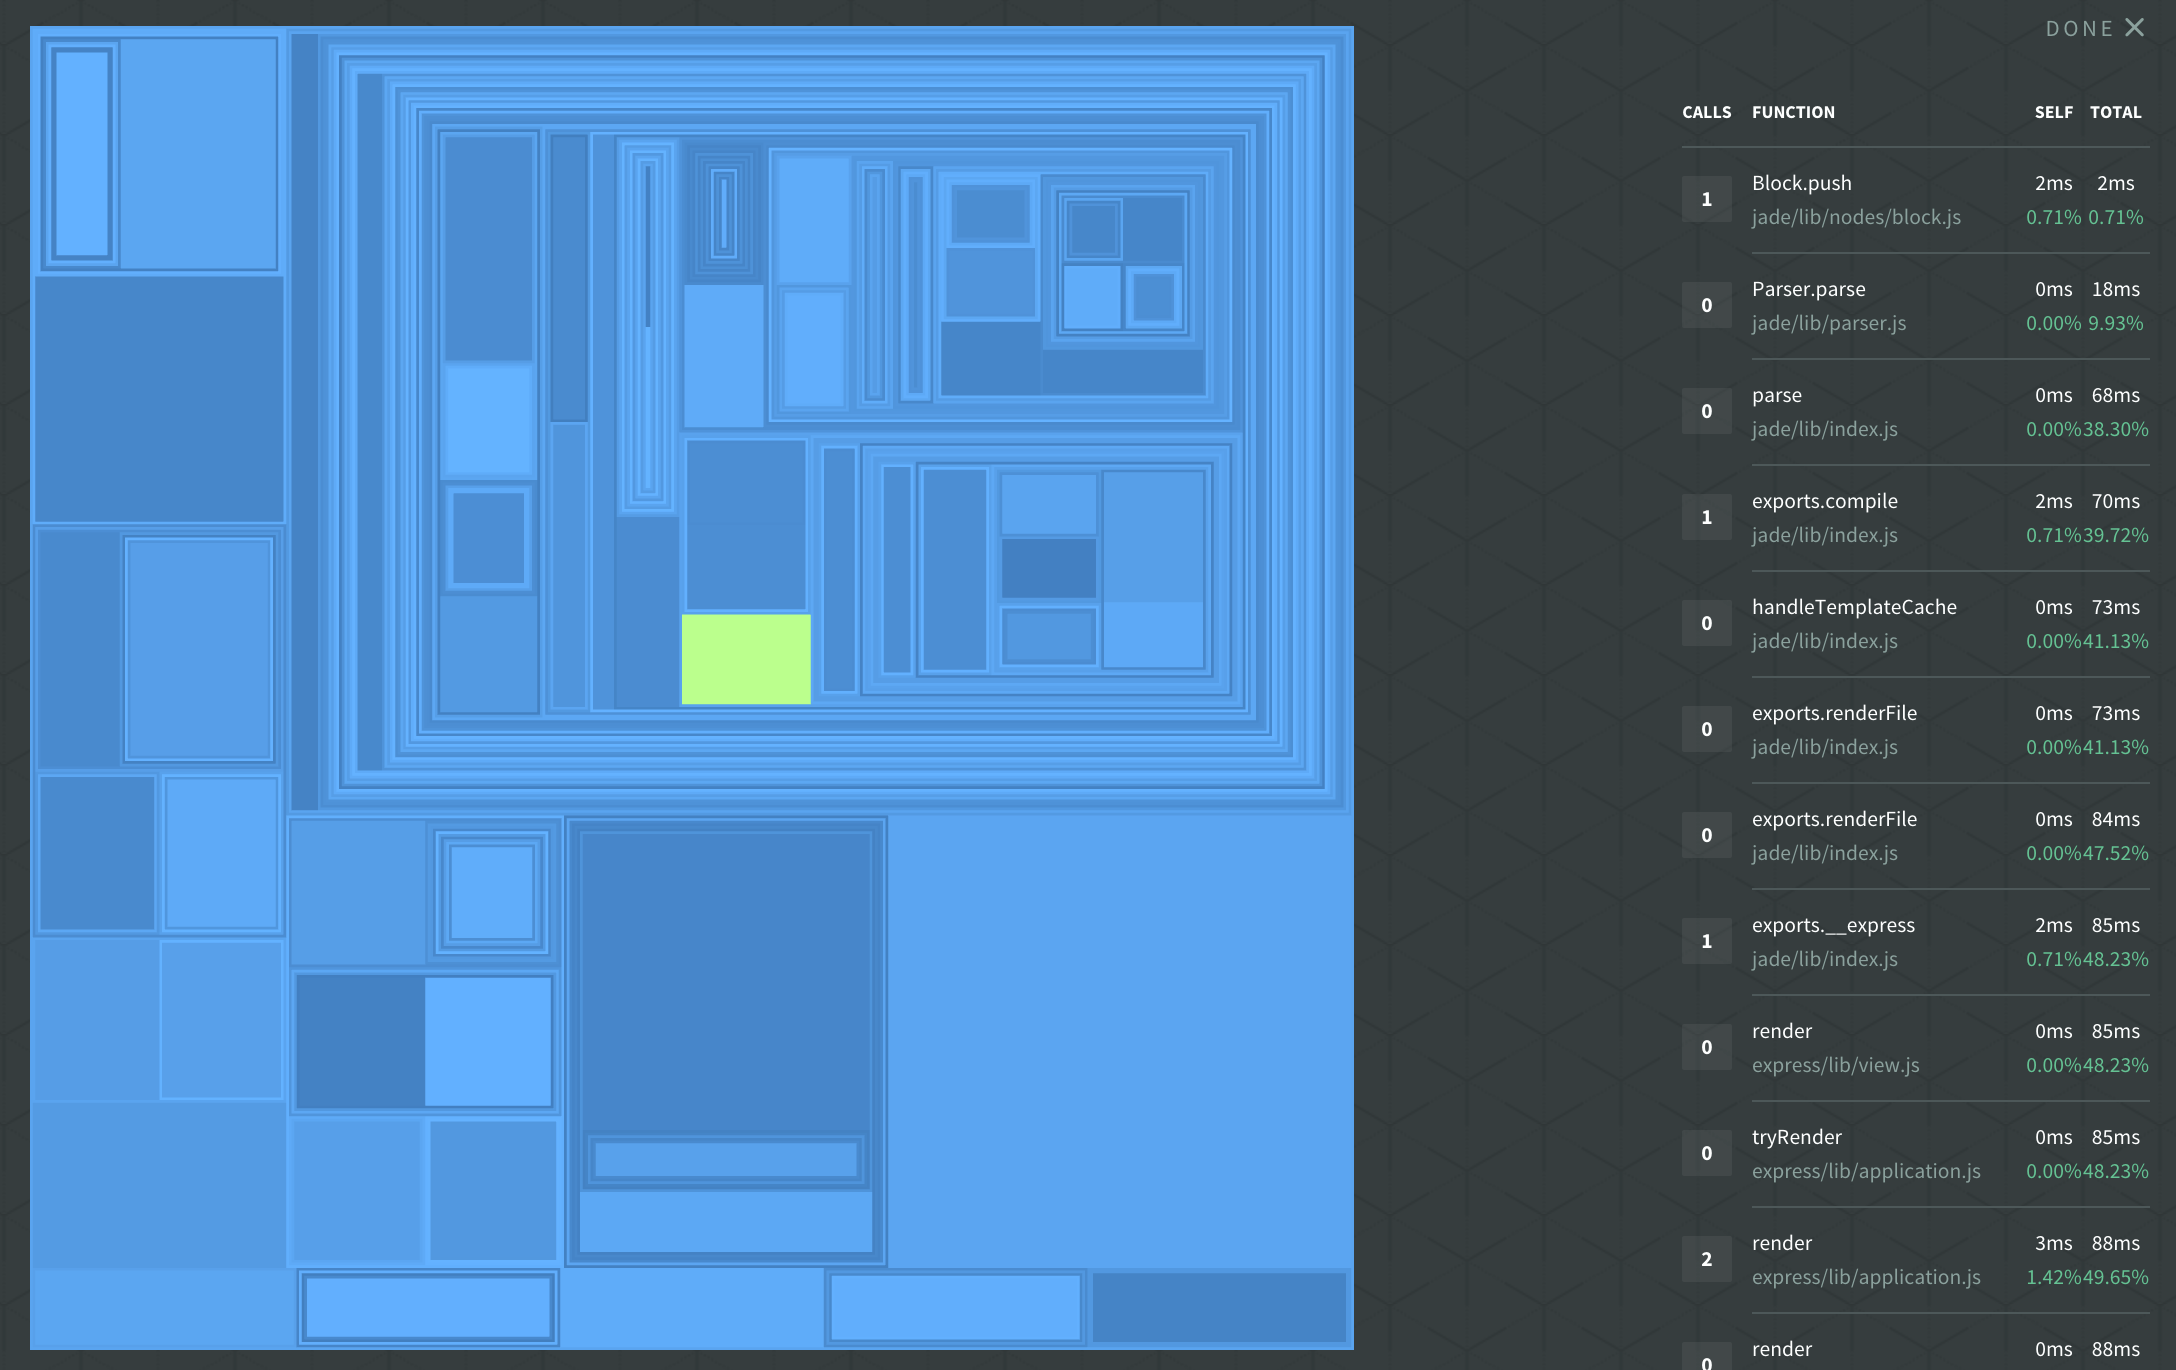 DONE
CALLS FUNCTION SELF TOTAL
1 Block.push 2ms 2ms
jade/lib/nodes/block.js 0.71% 0.71%
0 Parser.parse 0ms 18ms
jade/lib/parser.js 0.00% 9.93%
0 parse 0ms 68ms
jade/lib/index.js 0.00% 38.30%
1 exports.compile 2ms 70ms
jade/lib/index.js 0.71% 39.72%
0 handleTemplateCache 0ms 73ms
jade/lib/index.js 0.00% 41.13%
0 exports.renderFile 0ms 73ms
jade/lib/index.js 0.00% 41.13%
0 exports.renderFile 0ms 84ms
jade/lib/index.js 0.00% 47.52%
1 exports.__express 2ms 85ms
jade/lib/index.js 0.71% 48.23%
0 render 0ms 85ms
express/lib/view.js 0.00% 48.23%
0 tryRender 0ms 85ms
express/lib/application.js 0.00% 48.23%
2 render 3ms 88ms
express/lib/application.js 1.42% 49.65%
0 render 0ms 88ms